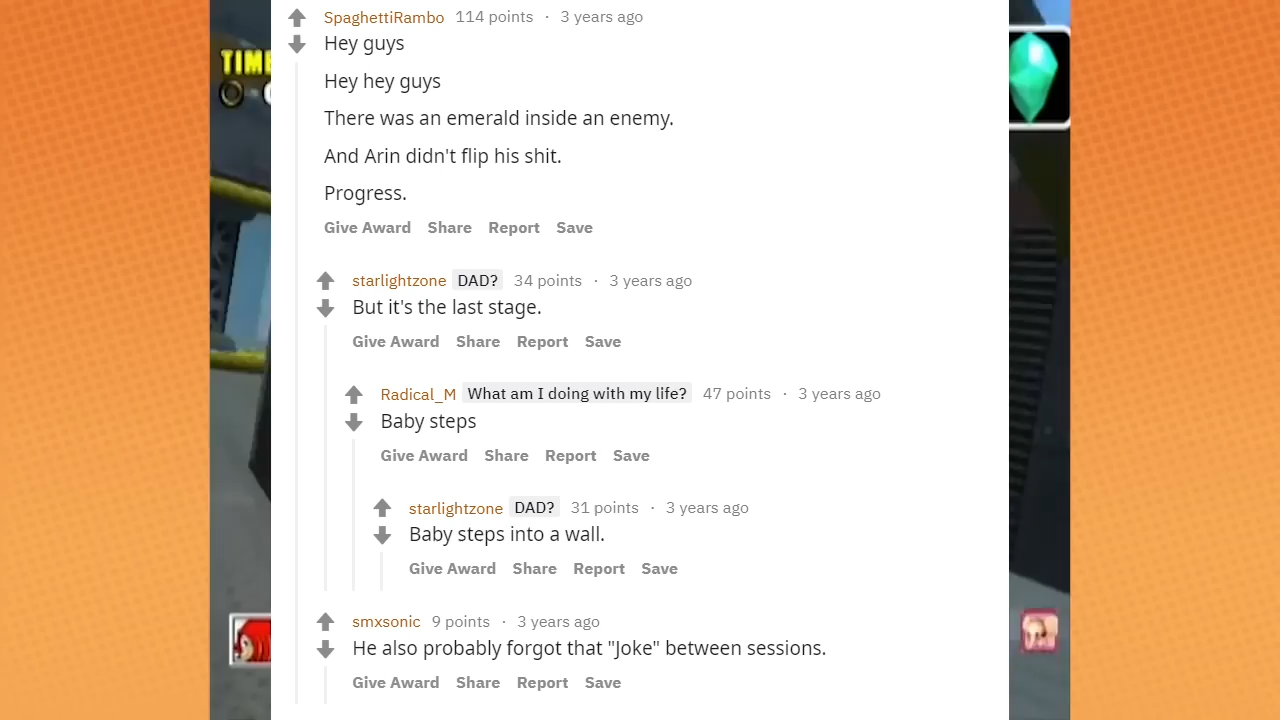 TIME
SpaghettiRambo 114 points · 3 years ago
Hey guys
Hey hey guys
There was an emerald inside an enemy.
And Arin didn't flip his shit.
Progress.
Give Award Share Report Save
starlightzone DAD? 34 points · 3 years ago
But it's the last stage.
Give Award Share Report Save
Radical_M What am I doing with my life? 47 points · 3 years ago
Baby steps
Give Award Share Report Save
starlightzone DAD? 31 points · 3 years ago
Baby steps into a wall.
Give Award Share Report Save
smxsonic 9 points · 3 years ago
He also probably forgot that "Joke" between sessions.
Give Award Share Report Save